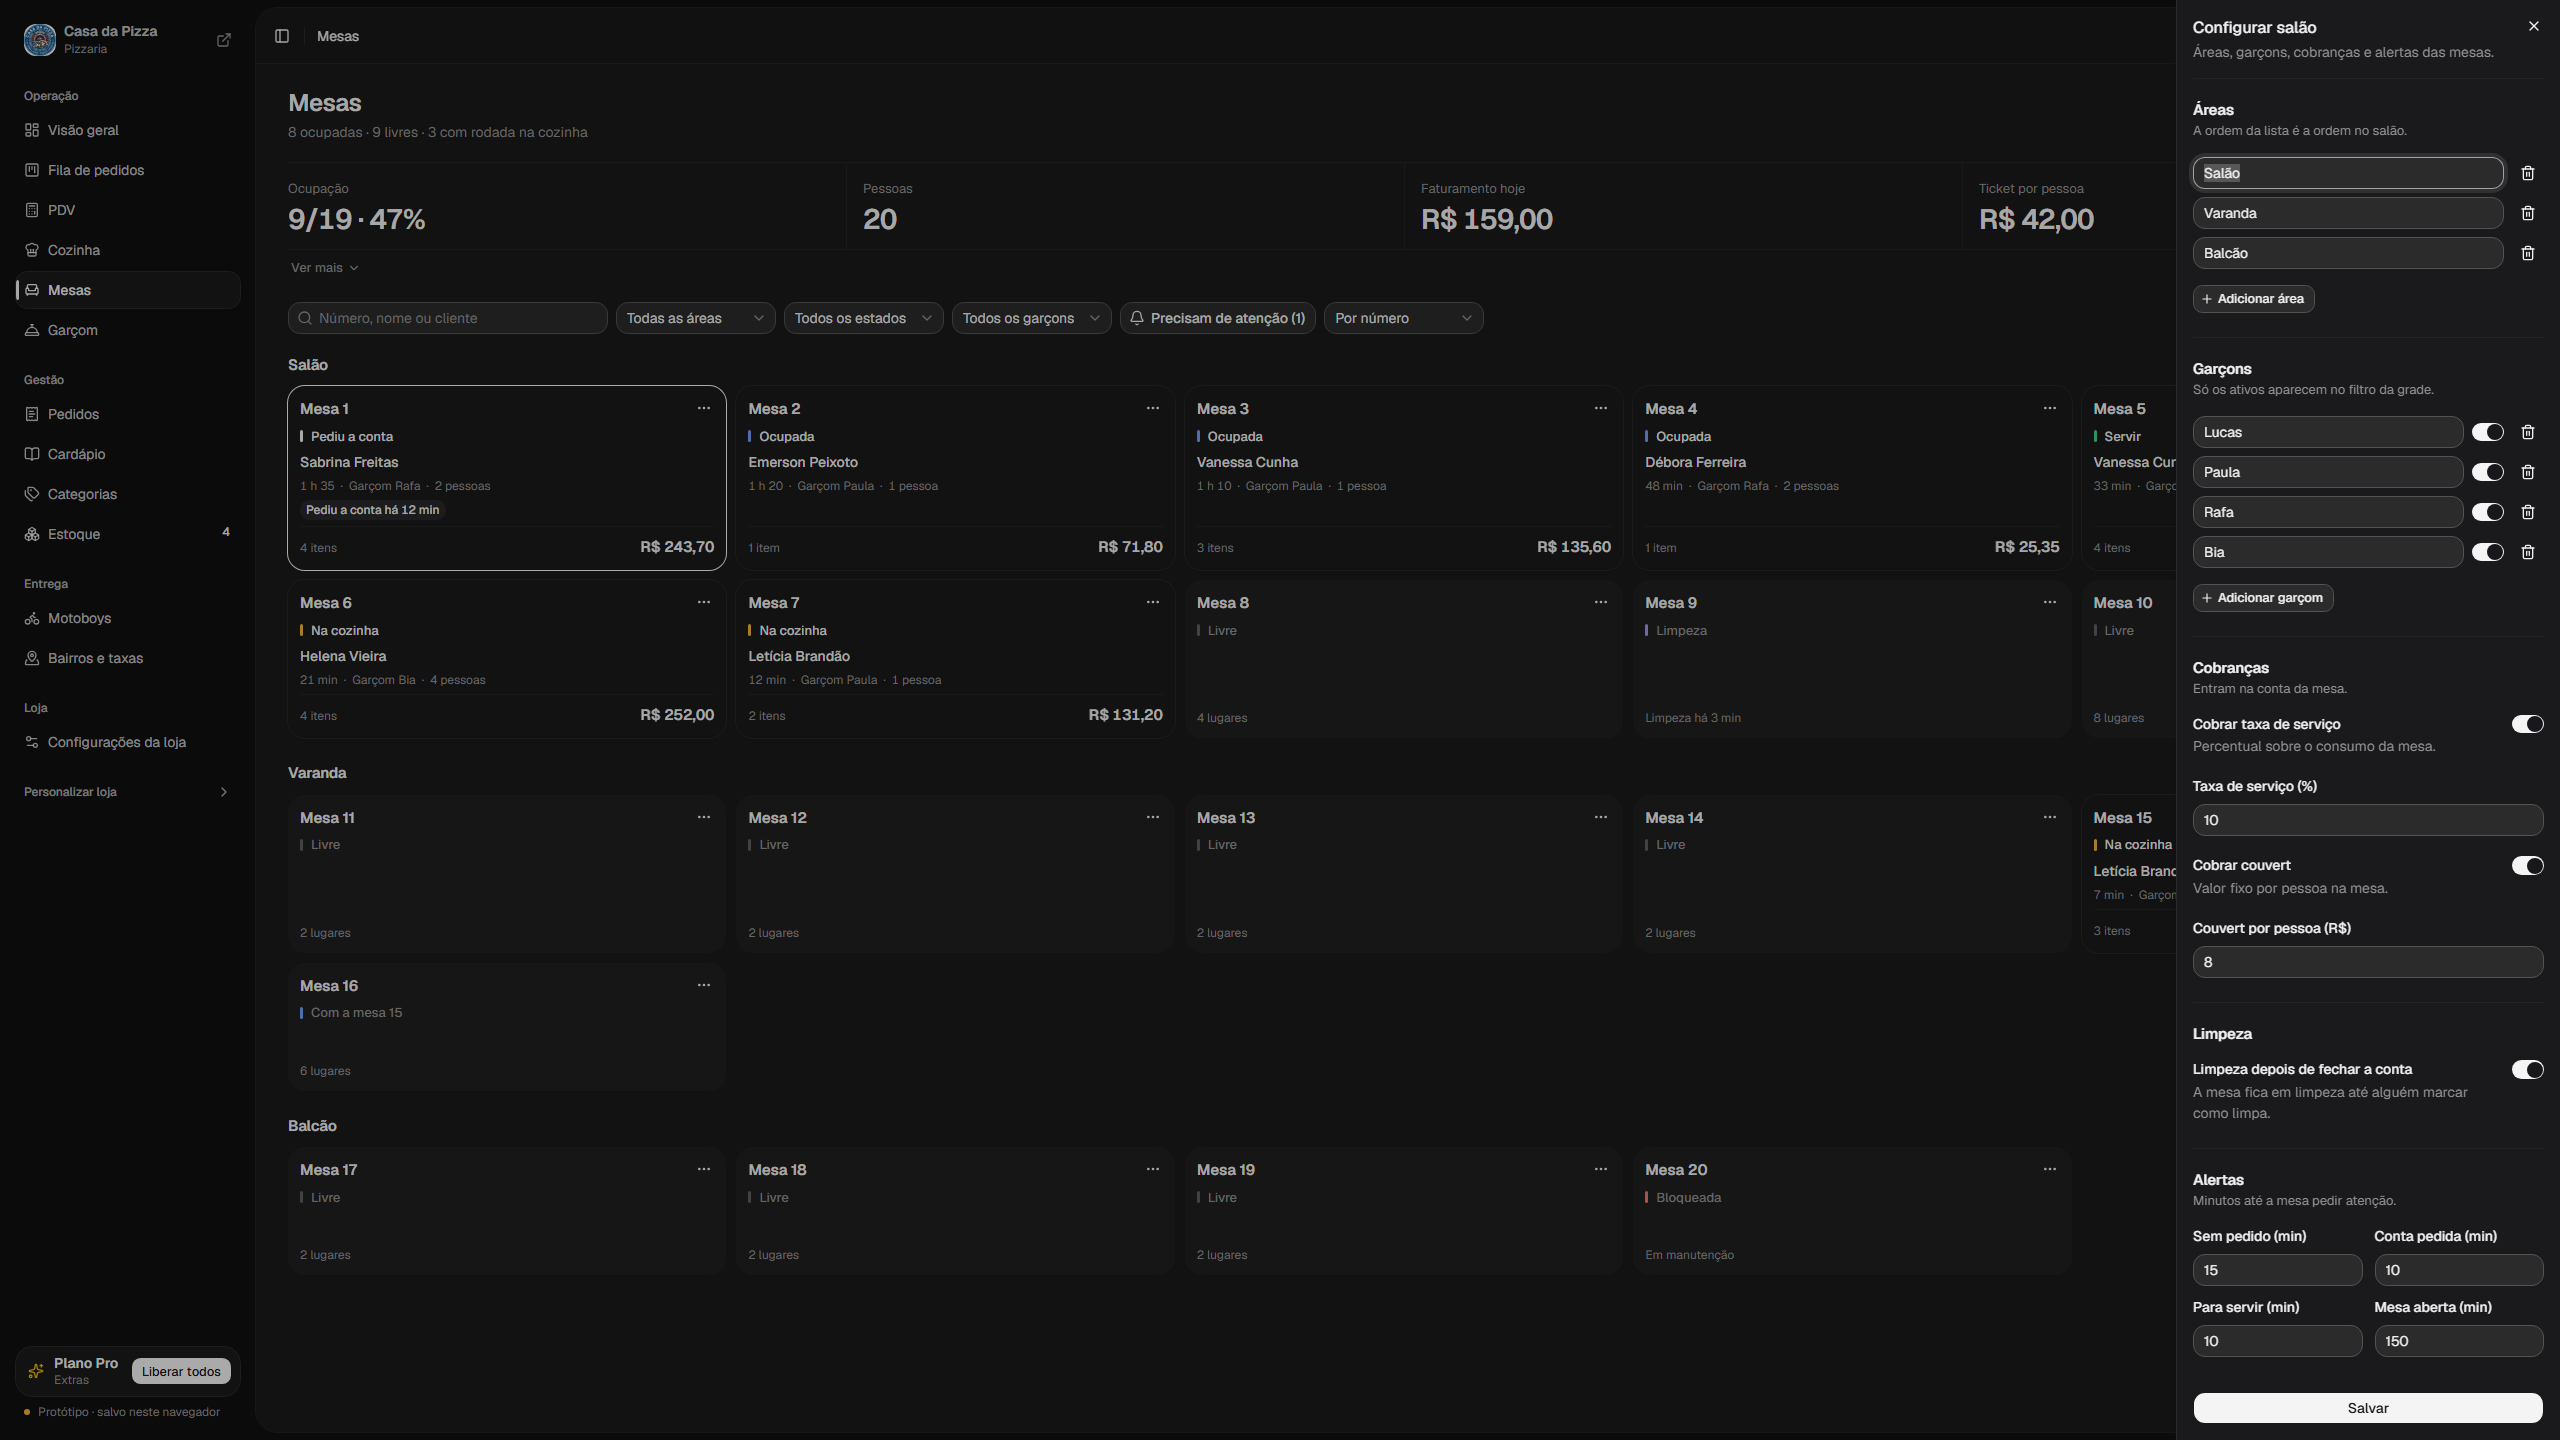 Casa da Pizza
Pizzaria
Operação
Visão geral
Fila de pedidos
PDV
Cozinha
Mesas
Garçom
Gestão
Pedidos
Cardápio
Categorias
Estoque 4
Entrega
Motoboys
Bairros e taxas
Loja
Configurações da loja
Personalizar loja
Plano Pro
Extras
Liberar todos
Protótipo · salvo neste navegador
Mesas
Mesas
8 ocupadas · 9 livres · 3 com rodada na cozinha
Ocupação
9/19 · 47%
Pessoas
20
Faturamento hoje
R$ 159,00
Ticket por pessoa
R$ 42,00
Ver mais
Número, nome ou cliente
Todas as áreas
Todos os estados
Todos os garçons
Precisam de atenção (1)
Por número
Salão
Mesa 1
Pediu a conta
Sabrina Freitas
1 h 35 · Garçom Rafa · 2 pessoas
Pediu a conta há 12 min
4 itens R$ 243,70
Mesa 2
Ocupada
Emerson Peixoto
1 h 20 · Garçom Paula · 1 pessoa
1 item R$ 71,80
Mesa 3
Ocupada
Vanessa Cunha
1 h 10 · Garçom Paula · 1 pessoa
3 itens R$ 135,60
Mesa 4
Ocupada
Débora Ferreira
48 min · Garçom Rafa · 2 pessoas
1 item R$ 25,35
Mesa 5
Servir
Vanessa
33 min ·
4 itens
Mesa 6
Na cozinha
Helena Vieira
21 min · Garçom Bia · 4 pessoas
4 itens R$ 252,00
Mesa 7
Na cozinha
Letícia Brandão
12 min · Garçom Paula · 1 pessoa
2 itens R$ 131,20
Mesa 8
Livre
4 lugares
Mesa 9
Limpeza
Limpeza há 3 min
Mesa 10
Livre
8 lugares
Varanda
Mesa 11
Livre
2 lugares
Mesa 12
Livre
2 lugares
Mesa 13
Livre
2 lugares
Mesa 14
Livre
2 lugares
Mesa 15
Na cozinha
Letícia
7 min ·
3 itens
Mesa 16
Com a mesa 15
6 lugares
Balcão
Mesa 17
Livre
2 lugares
Mesa 18
Livre
2 lugares
Mesa 19
Livre
2 lugares
Mesa 20
Bloqueada
Em manutenção
Configurar salão
Áreas, garçons, cobranças e alertas das mesas.
Áreas
A ordem da lista é a ordem no salão.
Salão
Varanda
Balcão
+ Adicionar área
Garçons
Só os ativos aparecem no filtro da grade.
Lucas
Paula
Rafa
Bia
+ Adicionar garçom
Cobranças
Entram na conta da mesa.
Cobrar taxa de serviço
Percentual sobre o consumo da mesa.
Taxa de serviço (%)
10
Cobrar couvert
Valor fixo por pessoa na mesa.
Couvert por pessoa (R$)
8
Limpeza
Limpeza depois de fechar a conta
A mesa fica em limpeza até alguém marcar
como limpa.
Alertas
Minutos até a mesa pedir atenção.
Sem pedido (min)
15
Conta pedida (min)
10
Para servir (min)
10
Mesa aberta (min)
150
Salvar